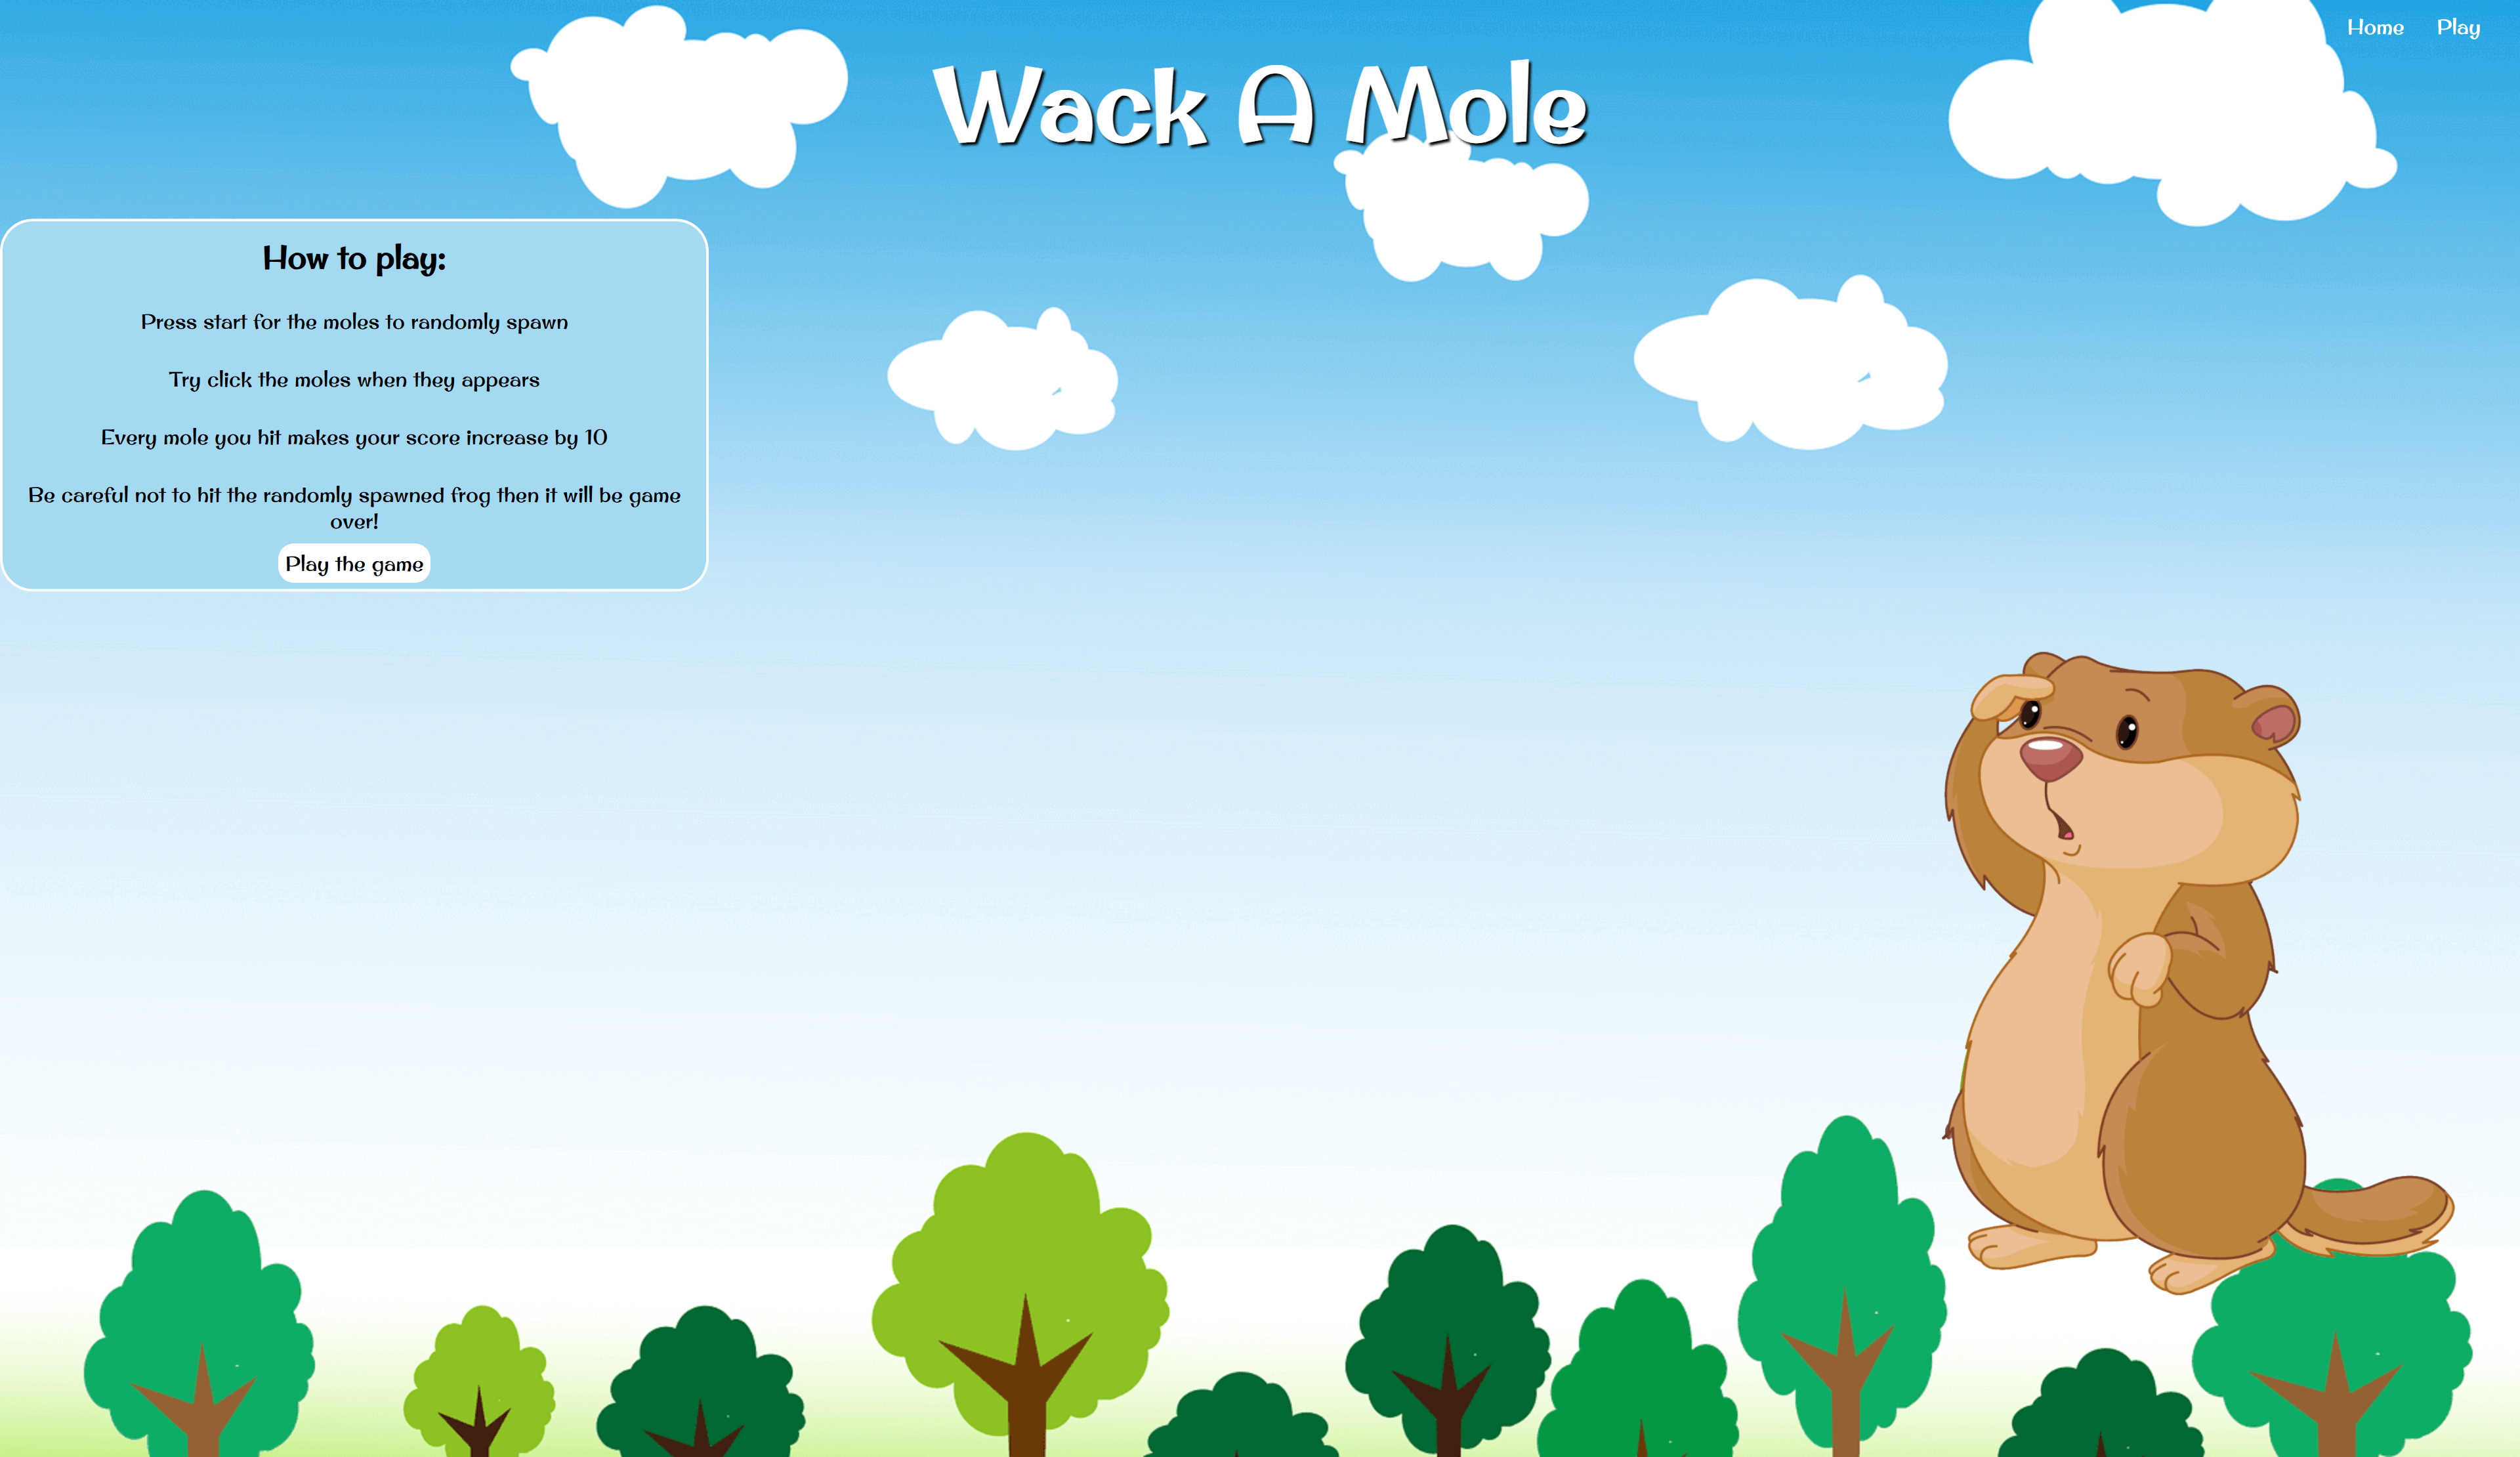 Home Play
Wack A Mole
How to play:
Press start for the moles to randomly spawn
Try click the moles when they appears
Every mole you hit makes your score increase by 10
Be careful not to hit the randomly spawned frog then it will be game
over!
Play the game